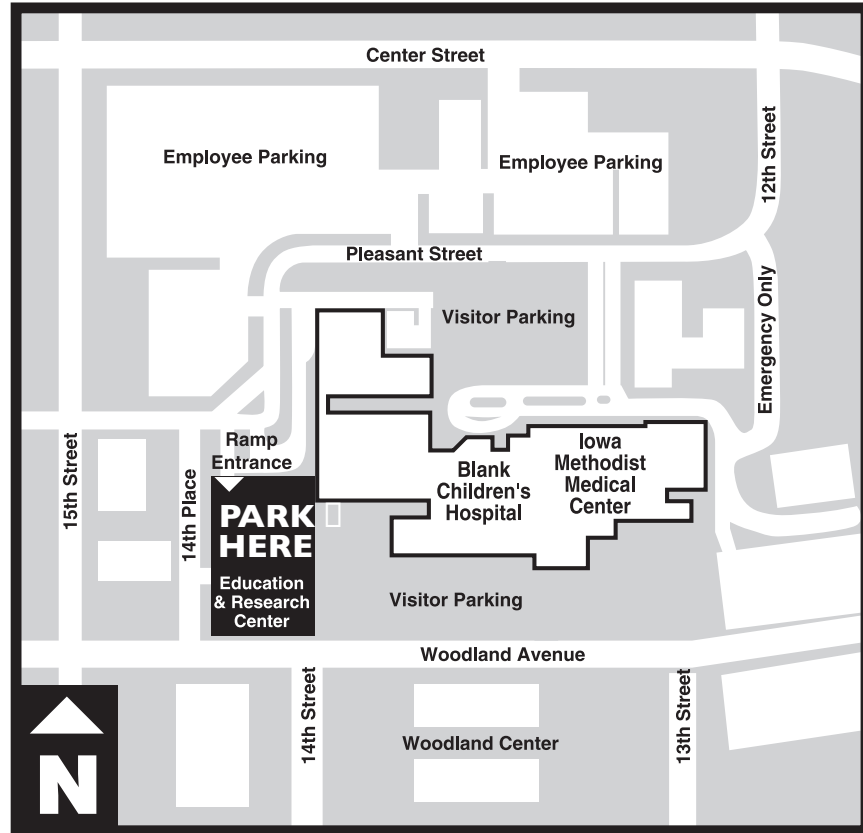 Center Street
12th Street
Employee Parking
Employee Parking
Pleasant Street
Emergency Only
Visitor Parking
15th Street
14th Place
Ramp
Entrance
Blank
Children's
Hospital
Iowa
Methodist
Medical
Center
PARK
HERE
Education
& Research
Center
Visitor Parking
Woodland Avenue
14th Street
Woodland Center
13th Street
N